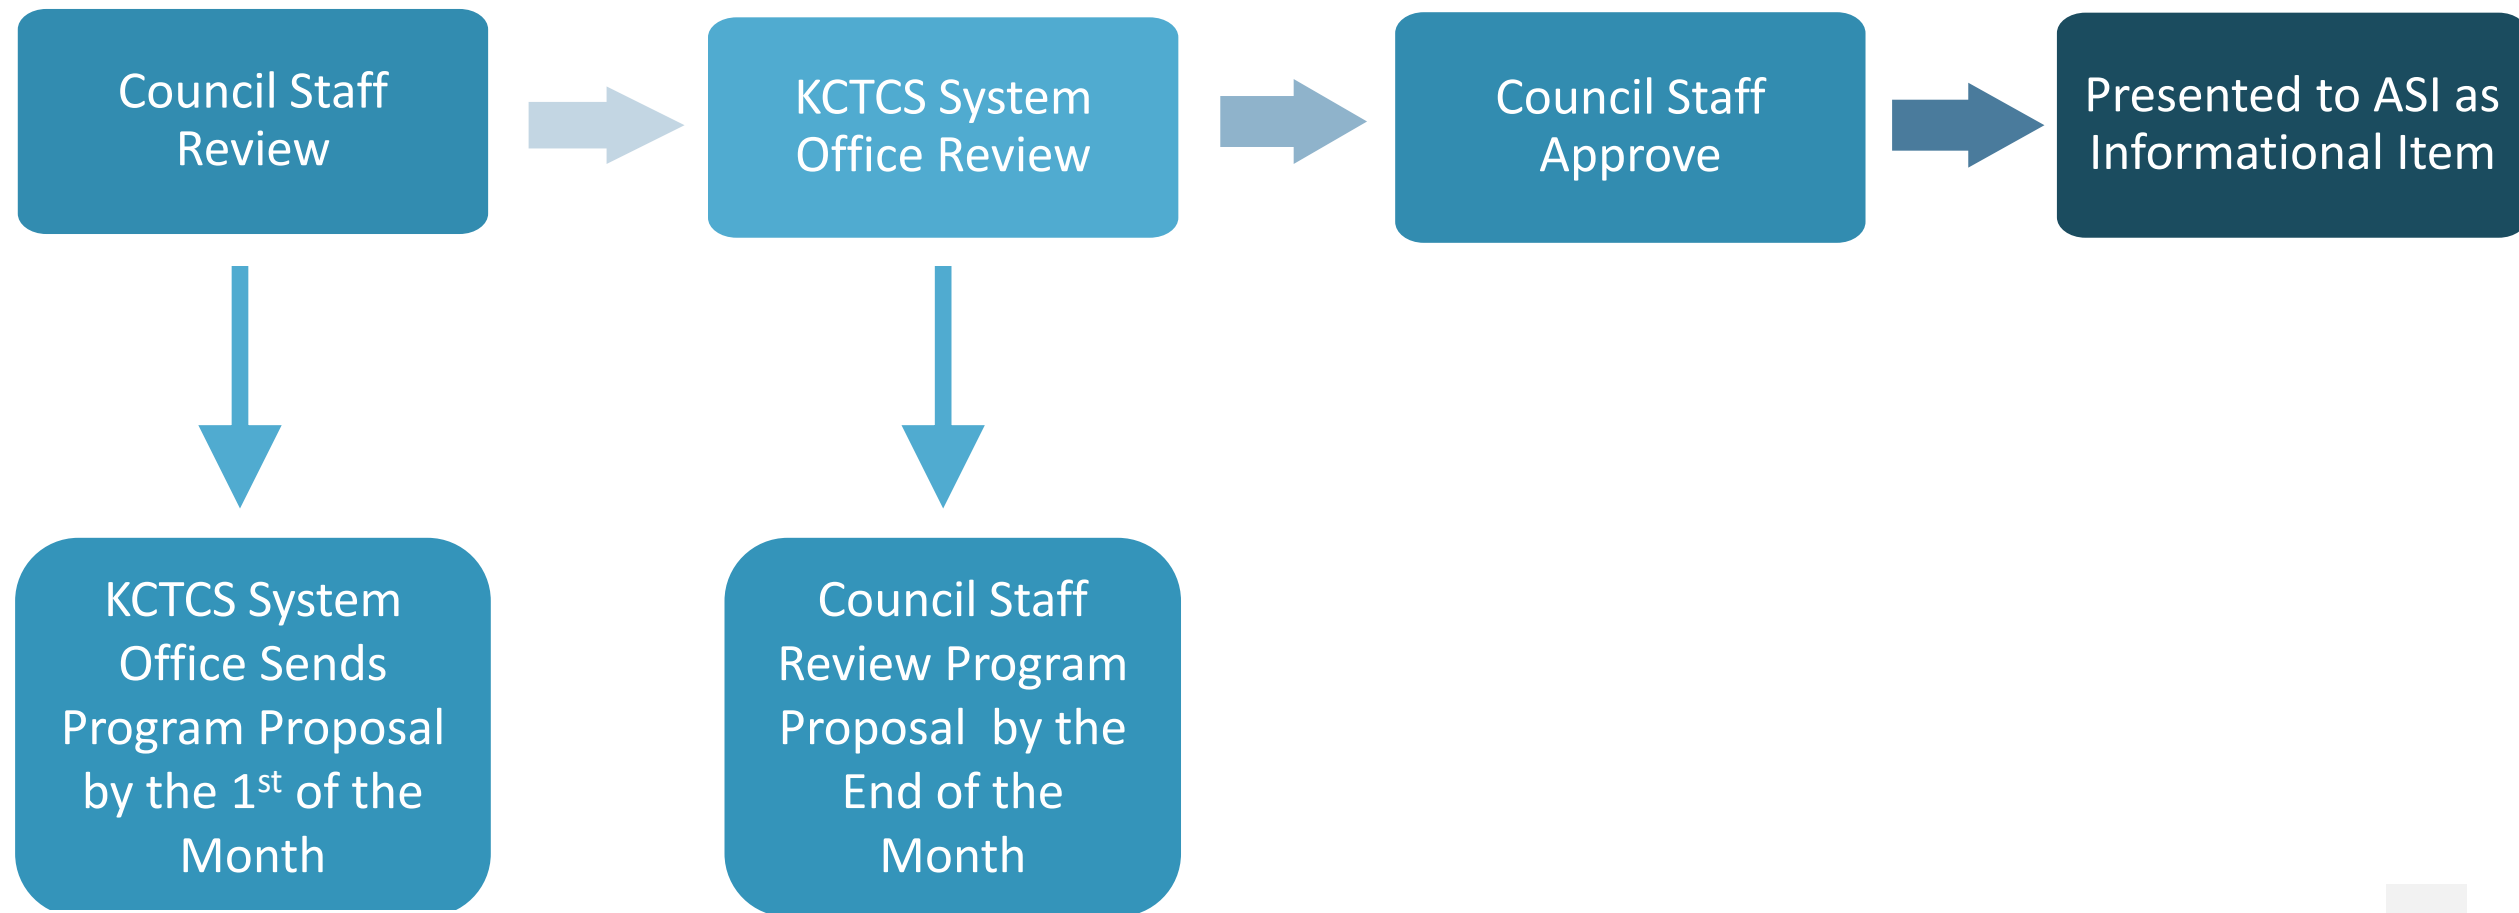 Council Staff
Review
KCTCS System
Office Review
Council Staff
Approve
Presented to ASI as
Informational Item
KCTCS System
Office Sends
Program Proposal
by the 1st of the
Month
Council Staff
Review Program
Proposal by the
End of the
Month